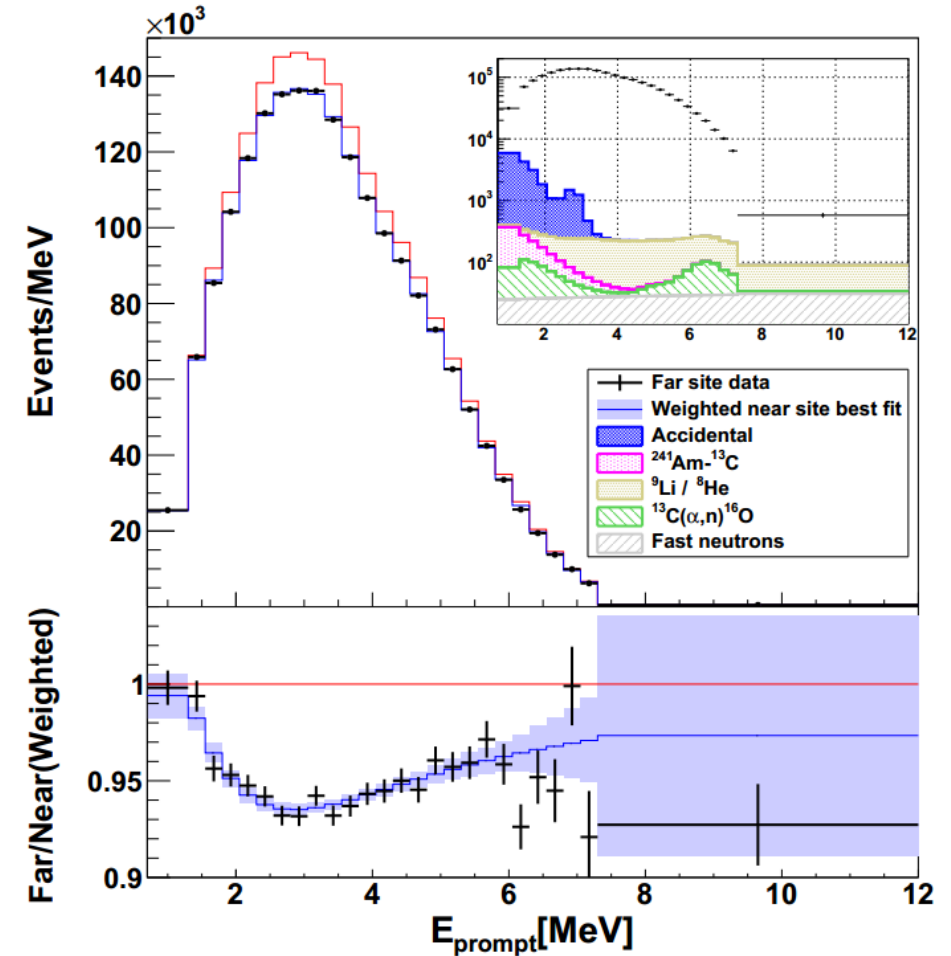 ×10³
Events/MeV
140
120
100
80
60
40
20
10⁵
10⁴
10³
10²
2 4 6 8 10 12
Far site data
Weighted near site best fit
Accidental
²⁴¹Am-¹³C
⁹Li / ⁸He
¹³C(α,n)¹⁶O
Fast neutrons
Far/Near(Weighted)
1
0.95
0.9
2 4 6 8 10 12
E_prompt[MeV]